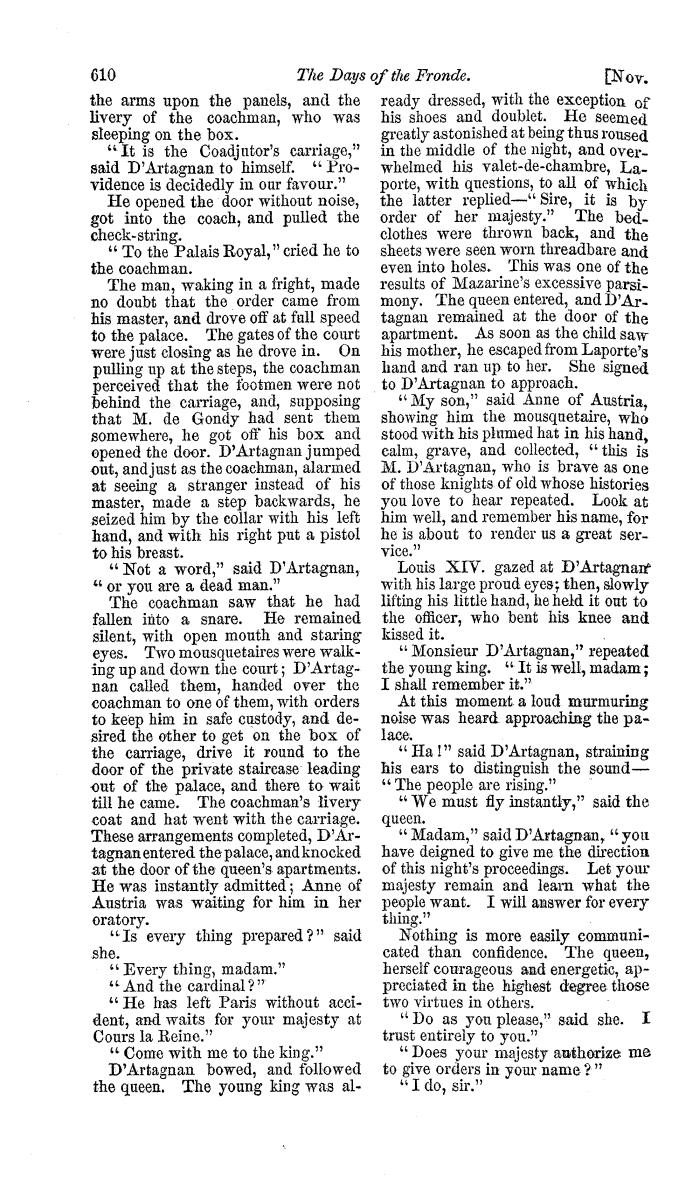 610 The Days of the Fronde. [Nov.
the arms upon the panels, and the
livery of the coachman, who was
sleeping on the box.
"It is the Coadjutor's carriage,"
said D'Artagnan to himself. "Pro-
vidence is decidedly in our favour."
He opened the door without noise,
got into the coach, and pulled the
check-string.
"To the Palais Royal," cried he to
the coachman.
The man, waking in a fright, made
no doubt that the order came from
his master, and drove off at full speed
to the palace. The gates of the court
were just closing as he drove in. On
pulling up at the steps, the coachman
perceived that the footmen were not
behind the carriage, and, supposing
that M. de Gondy had sent them
somewhere, he got off his box and
opened the door. D'Artagnan jumped
out, and just as the coachman, alarmed
at seeing a stranger instead of his
master, made a step backwards, he
seized him by the collar with his left
hand, and with his right put a pistol
to his breast.
"Not a word," said D'Artagnan,
"or you are a dead man."
The coachman saw that he had
fallen into a snare. He remained
silent, with open mouth and staring
eyes. Two mousquetaires were walk-
ing up and down the court; D'Artag-
nan called them, handed over the
coachman to one of them, with orders
to keep him in safe custody, and de-
sired the other to get on the box of
the carriage, drive it round to the
door of the private staircase leading
out of the palace, and there to wait
till he came. The coachman's livery
coat and hat went with the carriage.
These arrangements completed, D'Ar-
tagnan entered the palace, and knocked
at the door of the queen's apartments.
He was instantly admitted; Anne of
Austria was waiting for him in her
oratory.
"Is every thing prepared?" said
she.
"Every thing, madam."
"And the cardinal?"
"He has left Paris without acci-
dent, and waits for your majesty at
Cours la Reine."
"Come with me to the king."
D'Artagnan bowed, and followed
the queen. The young king was al-
ready dressed, with the exception of
his shoes and doublet. He seemed
greatly astonished at being thus roused
in the middle of the night, and over-
whelmed his valet-de-chambre, La-
porte, with questions, to all of which
the latter replied—"Sire, it is by
order of her majesty." The bed-
clothes were thrown back, and the
sheets were seen worn threadbare and
even into holes. This was one of the
results of Mazarine's excessive parsi-
mony. The queen entered, and D'Ar-
tagnan remained at the door of the
apartment. As soon as the child saw
his mother, he escaped from Laporte's
hand and ran up to her. She signed
to D'Artagnan to approach.
"My son," said Anne of Austria,
showing him the mousquetaire, who
stood with his plumed hat in his hand,
calm, grave, and collected, "this is
M. D'Artagnan, who is brave as one
of those knights of old whose histories
you love to hear repeated. Look at
him well, and remember his name, for
he is about to render us a great ser-
vice."
Louis XIV. gazed at D'Artagnan
with his large proud eyes; then, slowly
lifting his little hand, he held it out to
the officer, who bent his knee and
kissed it.
"Monsieur D'Artagnan," repeated
the young king. "It is well, madam;
I shall remember it."
At this moment a loud murmuring
noise was heard approaching the pa-
lace.
"Ha!" said D'Artagnan, straining
his ears to distinguish the sound—
"The people are rising."
"We must fly instantly," said the
queen.
"Madam," said D'Artagnan, "you
have deigned to give me the direction
of this night's proceedings. Let your
majesty remain and learn what the
people want. I will answer for every
thing."
Nothing is more easily communi-
cated than confidence. The queen,
herself courageous and energetic, ap-
preciated in the highest degree those
two virtues in others.
"Do as you please," said she. I
trust entirely to you."
"Does your majesty authorize me
to give orders in your name?"
"I do, sir."